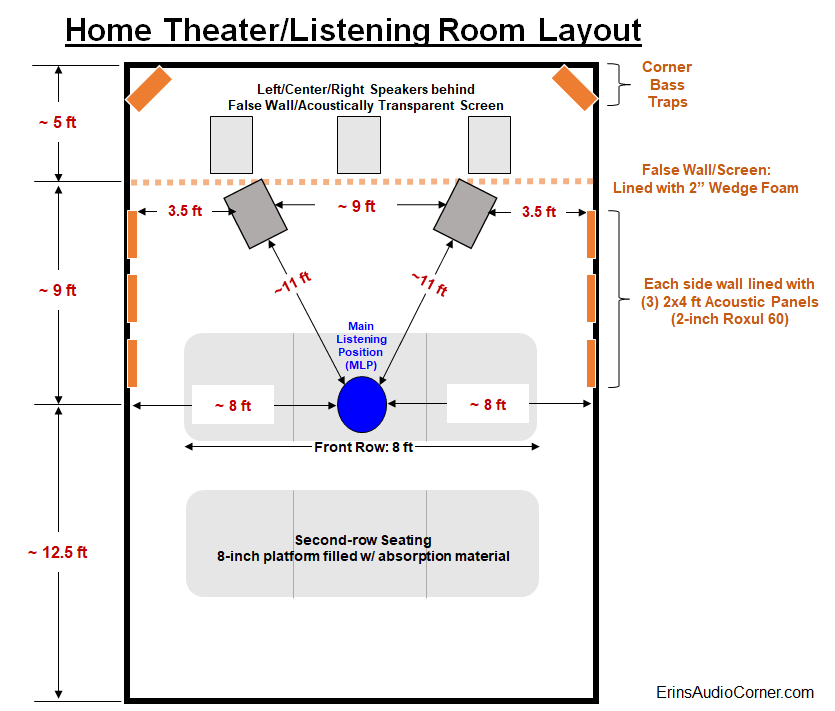 Home Theater/Listening Room Layout
Left/Center/Right Speakers behind
False Wall/Acoustically Transparent Screen
Corner
Bass
Traps
~ 5 ft
False Wall/Screen:
Lined with 2” Wedge Foam
3.5 ft
~ 9 ft
3.5 ft
~ 9 ft
~11 ft
~11 ft
Each side wall lined with
(3) 2x4 ft Acoustic Panels
(2-inch Roxul 60)
Main
Listening
Position
(MLP)
~ 8 ft
~ 8 ft
Front Row: 8 ft
Second-row Seating
8-inch platform filled w/ absorption material
~ 12.5 ft
ErinsAudioCorner.com